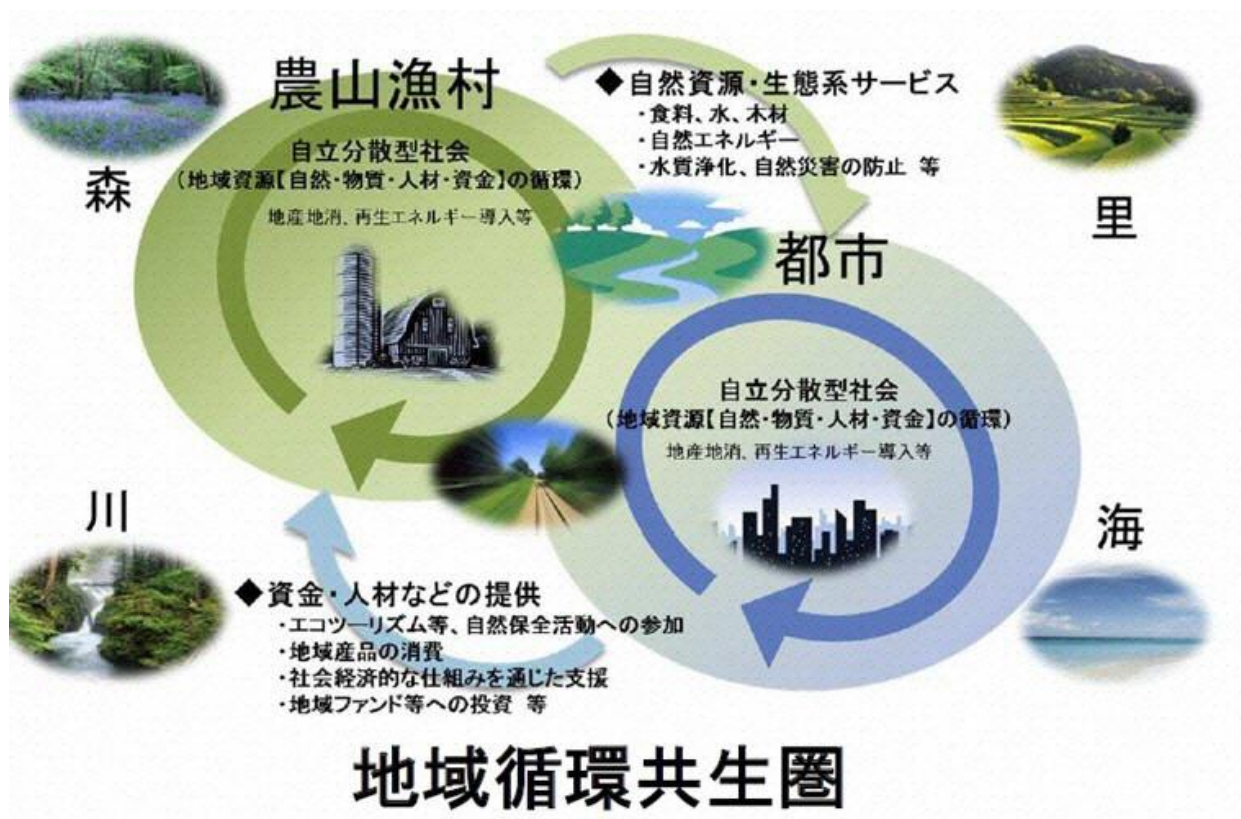 農山漁村
自立分散型社会
(地域資源【自然・物質・人材・資金】の循環)
地産地消、再生エネルギー導入等
◆自然資源・生態系サービス
・食料、水、木材
・自然エネルギー
・水質浄化、自然災害の防止 等
森
里
都市
自立分散型社会
(地域資源【自然・物質・人材・資金】の循環)
地産地消、再生エネルギー導入等
川
海
◆資金・人材などの提供
・エコツーリズム等、自然保全活動への参加
・地域産品の消費
・社会経済的な仕組みを通じた支援
・地域ファンド等への投資 等
地域循環共生圏